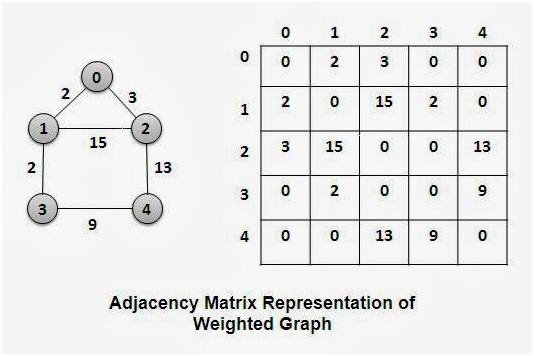 0
2 3
1 2
15
2 13
3 4
9
0 1 2 3 4
0 0 2 3 0 0
1 2 0 15 2 0
2 3 15 0 0 13
3 0 2 0 0 9
4 0 0 13 9 0
Adjacency Matrix Representation of
Weighted Graph